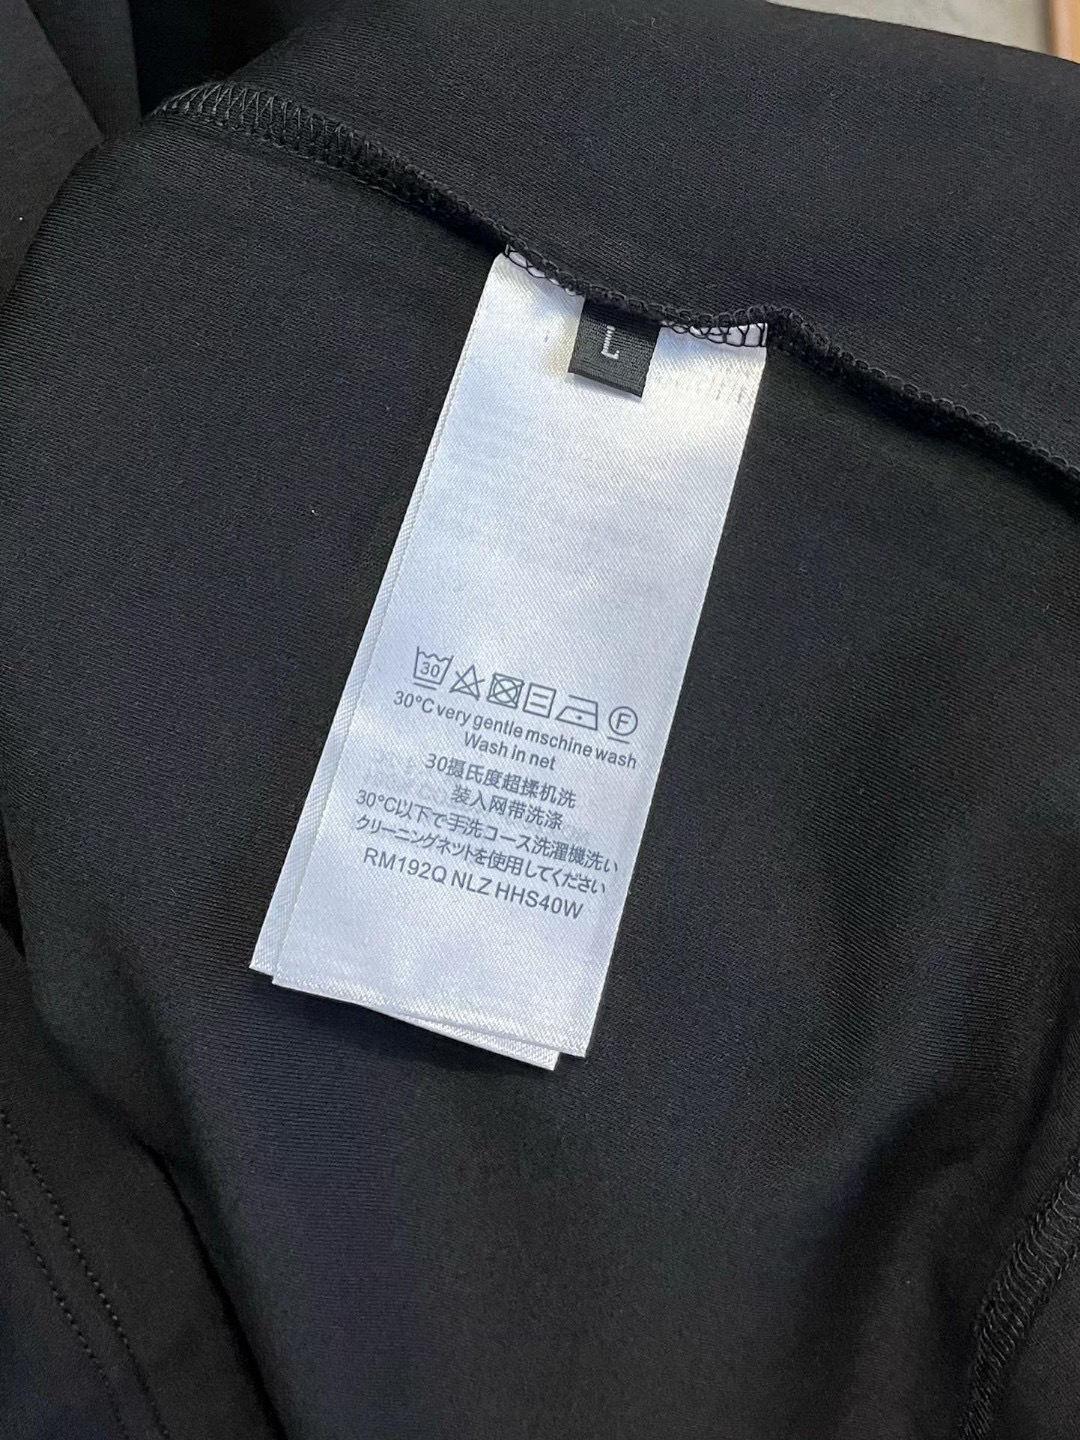 L
30
F
30°C very gentle mschine wash
Wash in net
30摄氏度超揉机洗
装入网带洗涤
30°C以下で手洗コース洗濯機洗い
クリーニングネットを使用してください
RM192Q NLZ HHS40W